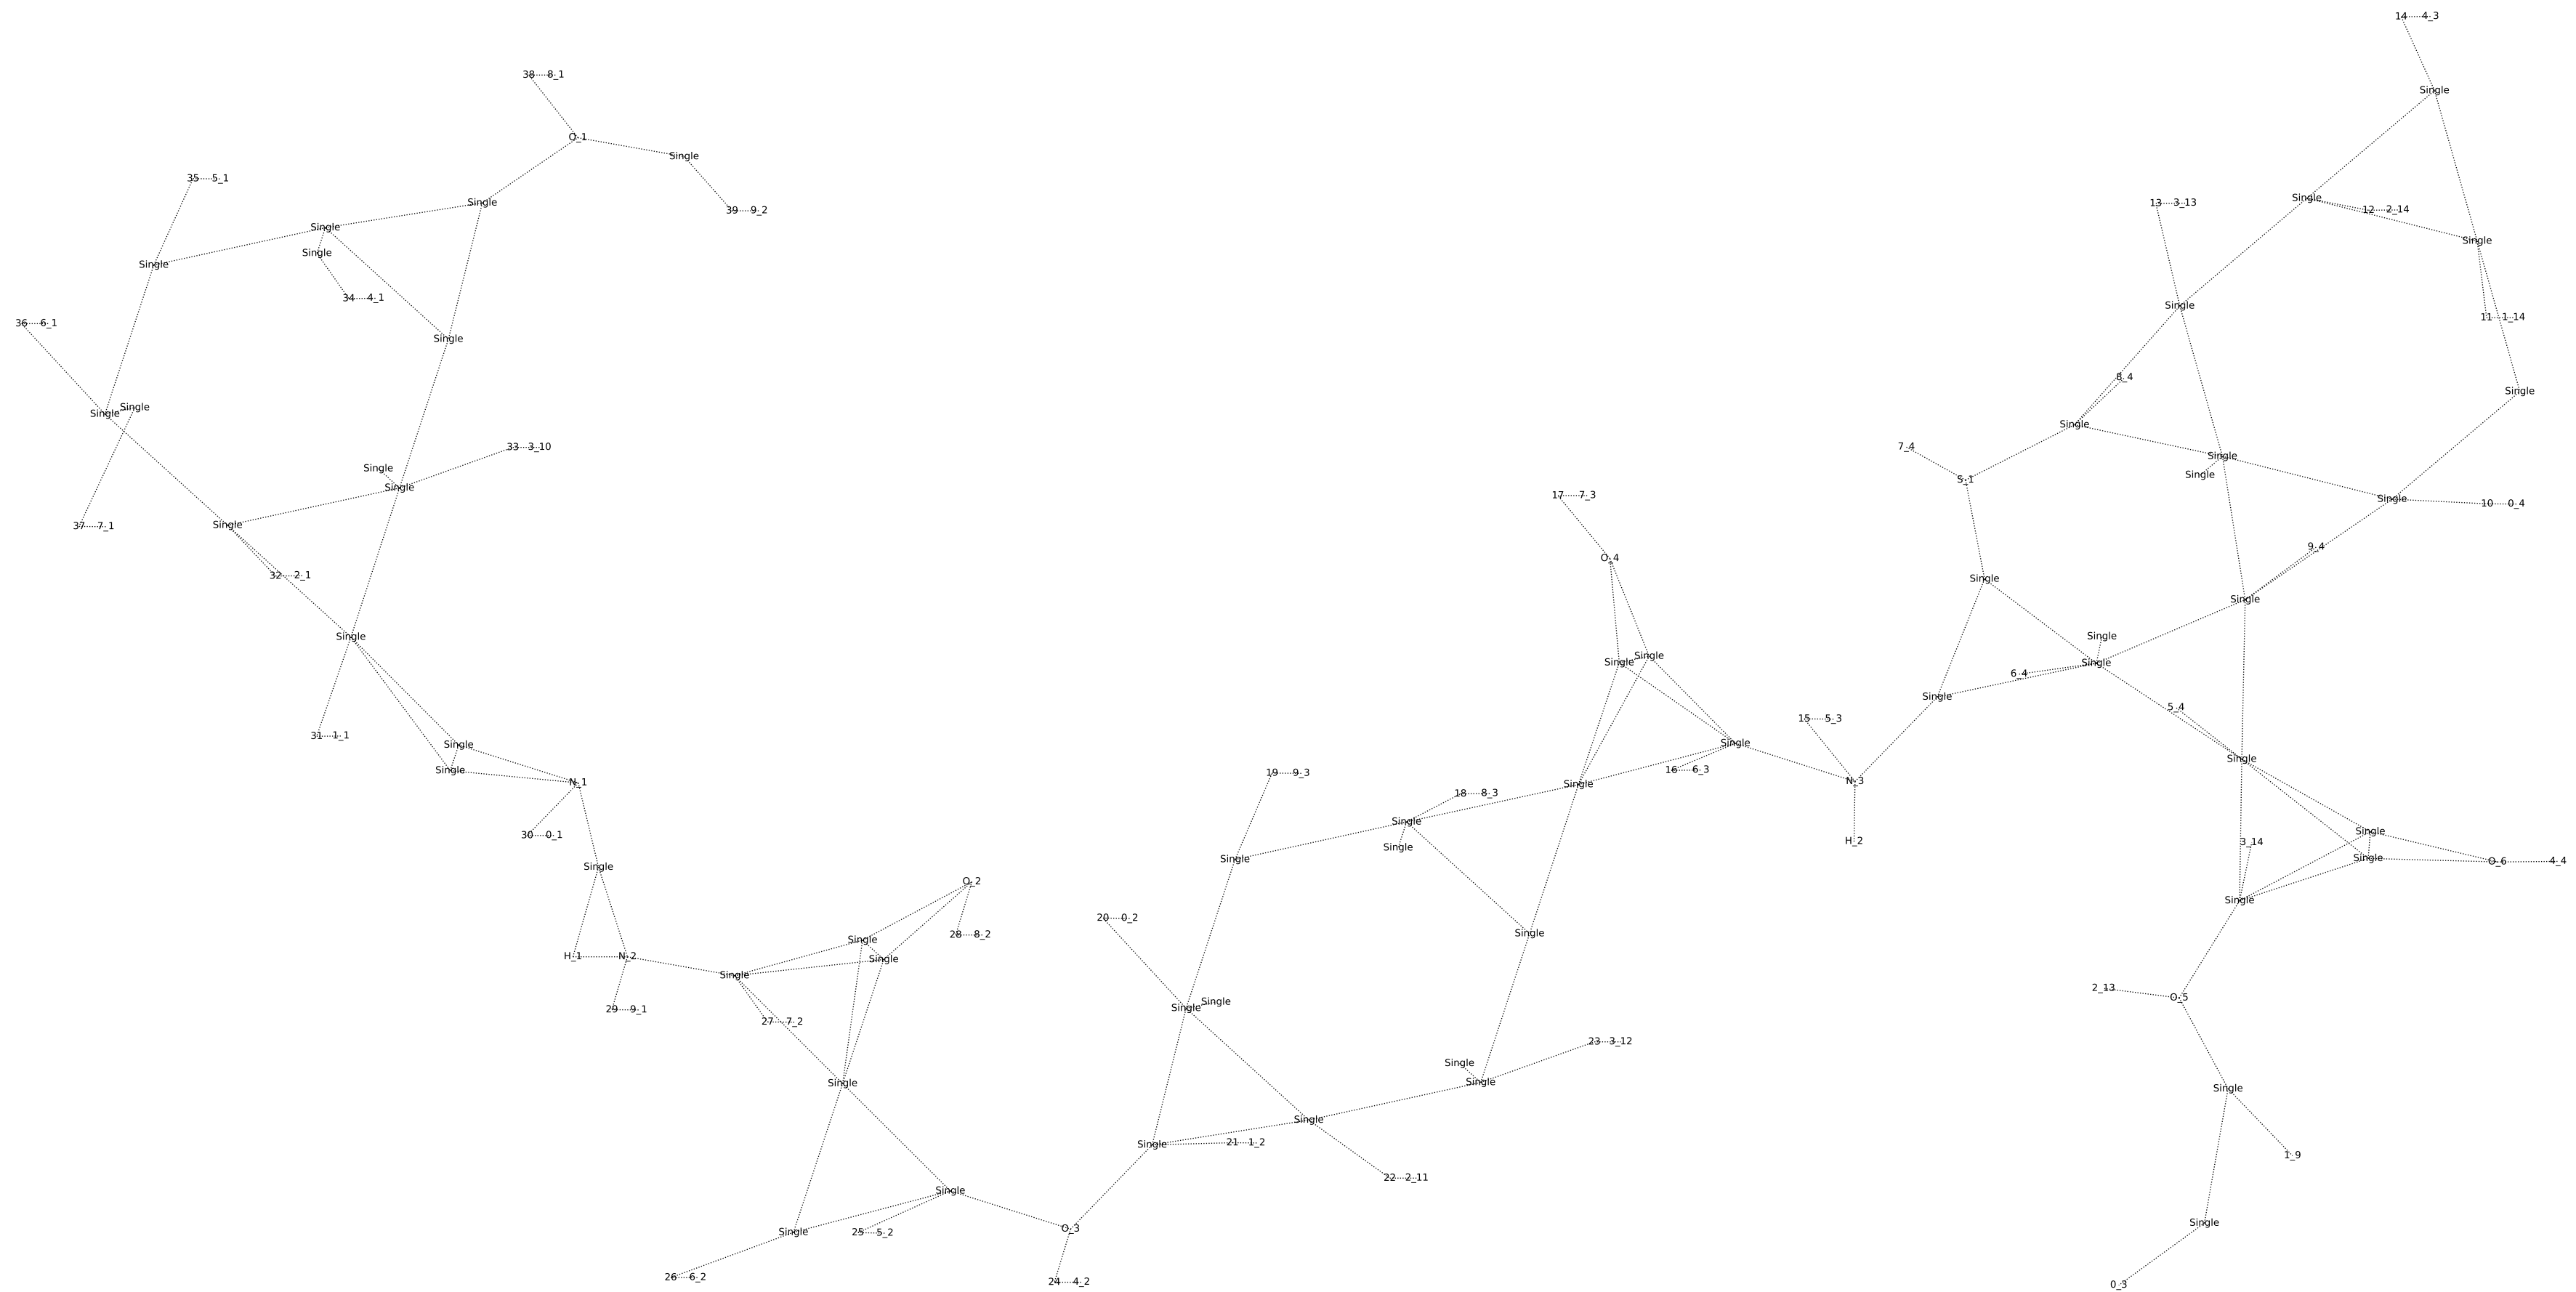 14 4_3
38 8_1
Single
O_1
Single
35 5_1
Single
Single
13 3_13
39 9_2
12 2_14
Single
Single
Single
Single
34 4_1
Single
11 1_14
36 6_1
Single
8_4
Single
Single
Single
Single
33 3_10
7_4
Single
Single
Single
S_1
Single
17 7_3
Single
10 0_4
37 7_1
Single
9_4
O_4
32 2_1
Single
Single
Single
Single
Single
Single
Single
6_4
Single
5_4
15 5_3
31 1_1
Single
Single
Single
Single
16 6_3
19 9_3
N_1
N_3
Single
18 8_3
Single
Single
30 0_1
H_2
3_14
Single
Single
Single
O_6 4_4
Single
O_2
Single
20 0_2
Single
28 8_2
Single
H_1 N_2
Single
Single
2_13
O_5
Single
Single
29 9_1
27 7_2
23 3_12
Single
Single
Single
Single
Single
21 1_2
Single
1_9
22 2_11
Single
Single
O_3
Single
25 5_2
26 6_2
24 4_2
0_3